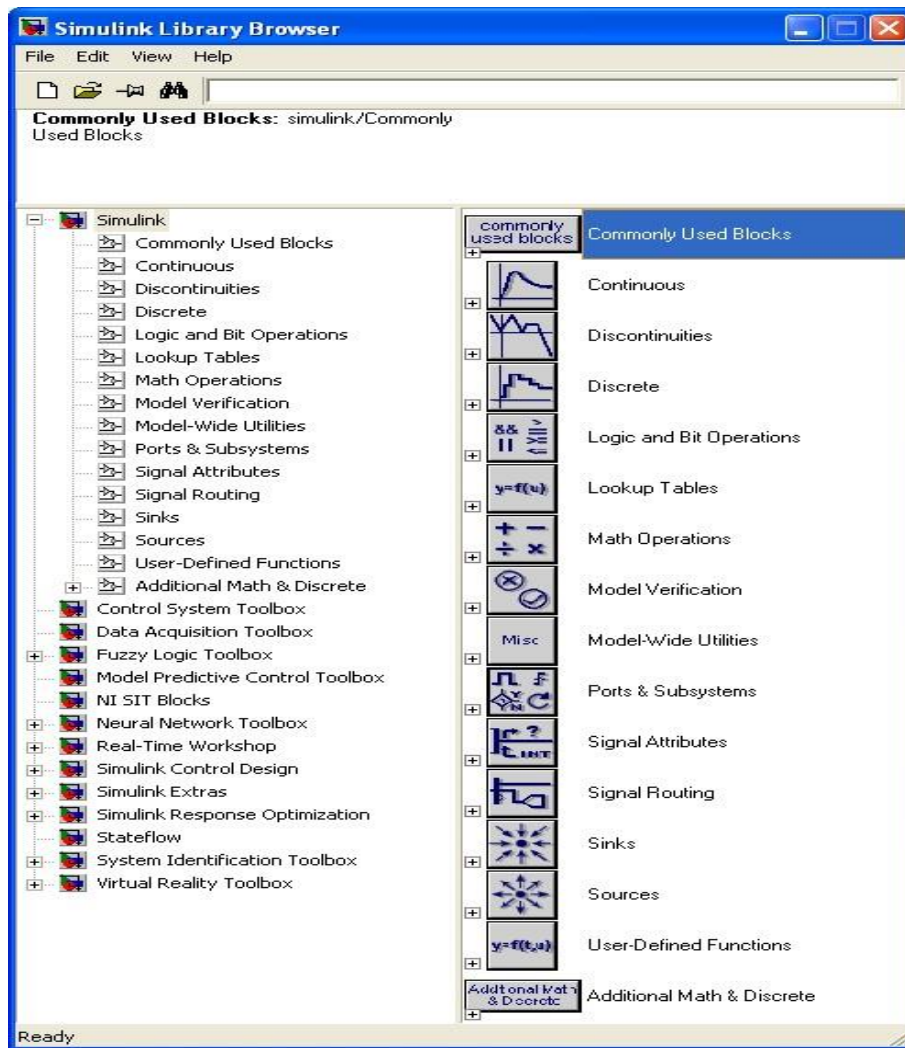 Simulink Library Browser
File Edit View Help
Commonly Used Blocks: simulink/Commonly
Used Blocks
Simulink
Commonly Used Blocks
Continuous
Discontinuities
Discrete
Logic and Bit Operations
Lookup Tables
Math Operations
Model Verification
Model-Wide Utilities
Ports & Subsystems
Signal Attributes
Signal Routing
Sinks
Sources
User-Defined Functions
Additional Math & Discrete
Control System Toolbox
Data Acquisition Toolbox
Fuzzy Logic Toolbox
Model Predictive Control Toolbox
NI SIT Blocks
Neural Network Toolbox
Real-Time Workshop
Simulink Control Design
Simulink Extras
Simulink Response Optimization
Stateflow
System Identification Toolbox
Virtual Reality Toolbox
commonly
used blocks
Commonly Used Blocks
Continuous
Discontinuities
Discrete
Logic and Bit Operations
y=f(u)
Lookup Tables
+ −
÷ ×
Math Operations
Model Verification
Misc
Model-Wide Utilities
Ports & Subsystems
Signal Attributes
Signal Routing
Sinks
Sources
y=f(t,u)
User-Defined Functions
Additional Math
& Discrete
Additional Math & Discrete
Ready